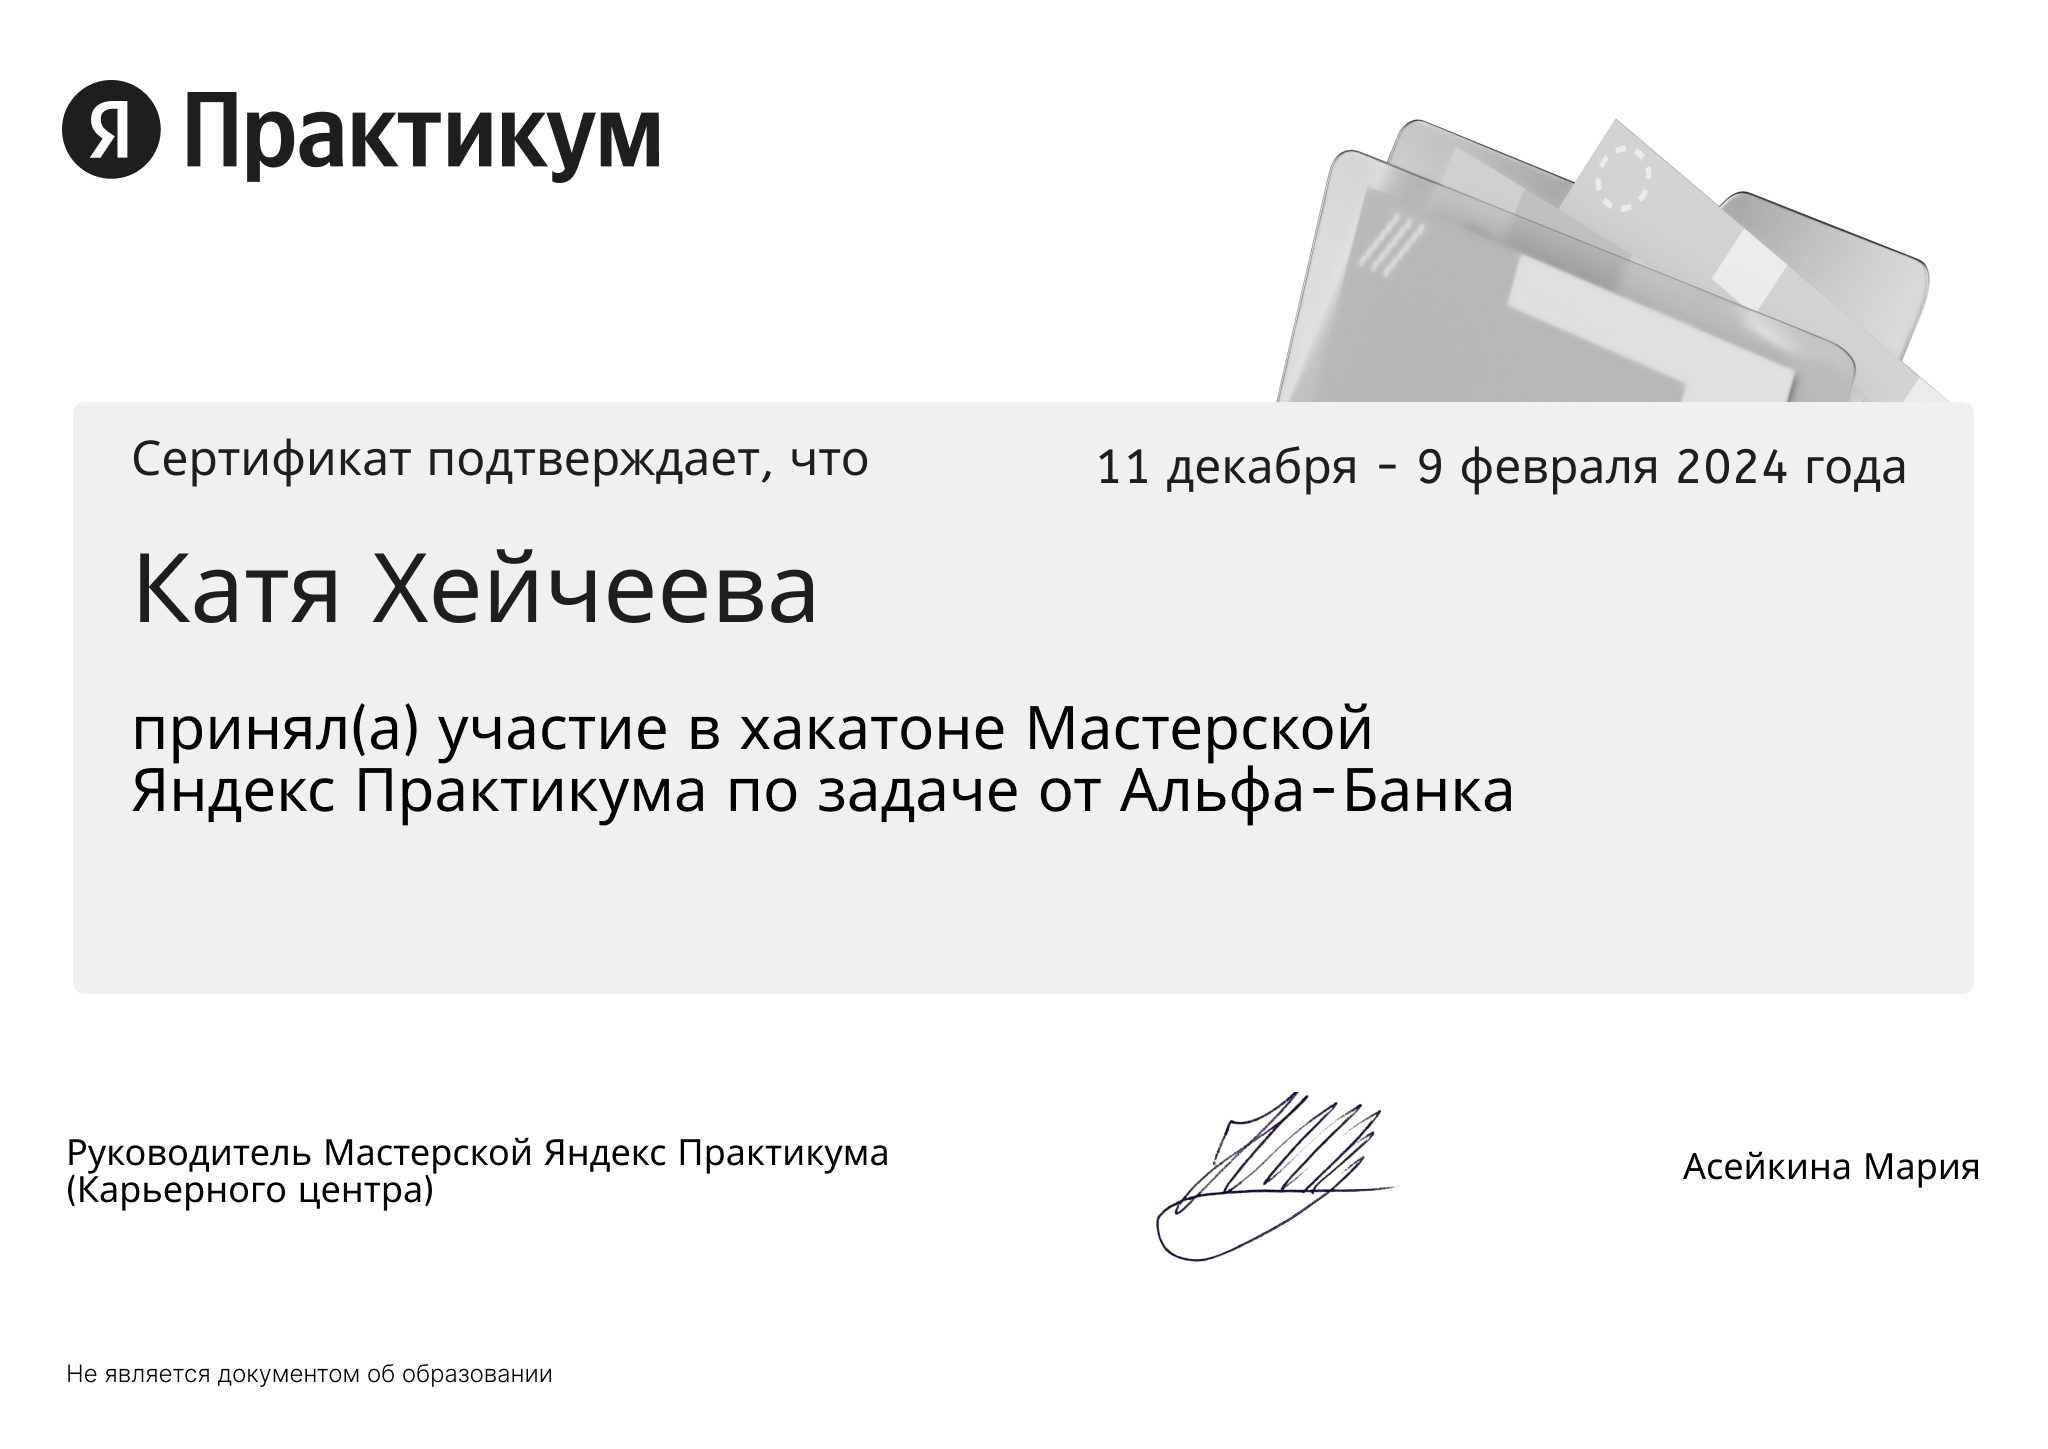 Я Практикум
Сертификат подтверждает, что
11 декабря - 9 февраля 2024 года
Катя Хейчеева
принял(а) участие в хакатоне Мастерской
Яндекс Практикума по задаче от Альфа-Банка
Руководитель Мастерской Яндекс Практикума
(Карьерного центра)
Асейкина Мария
Не является документом об образовании